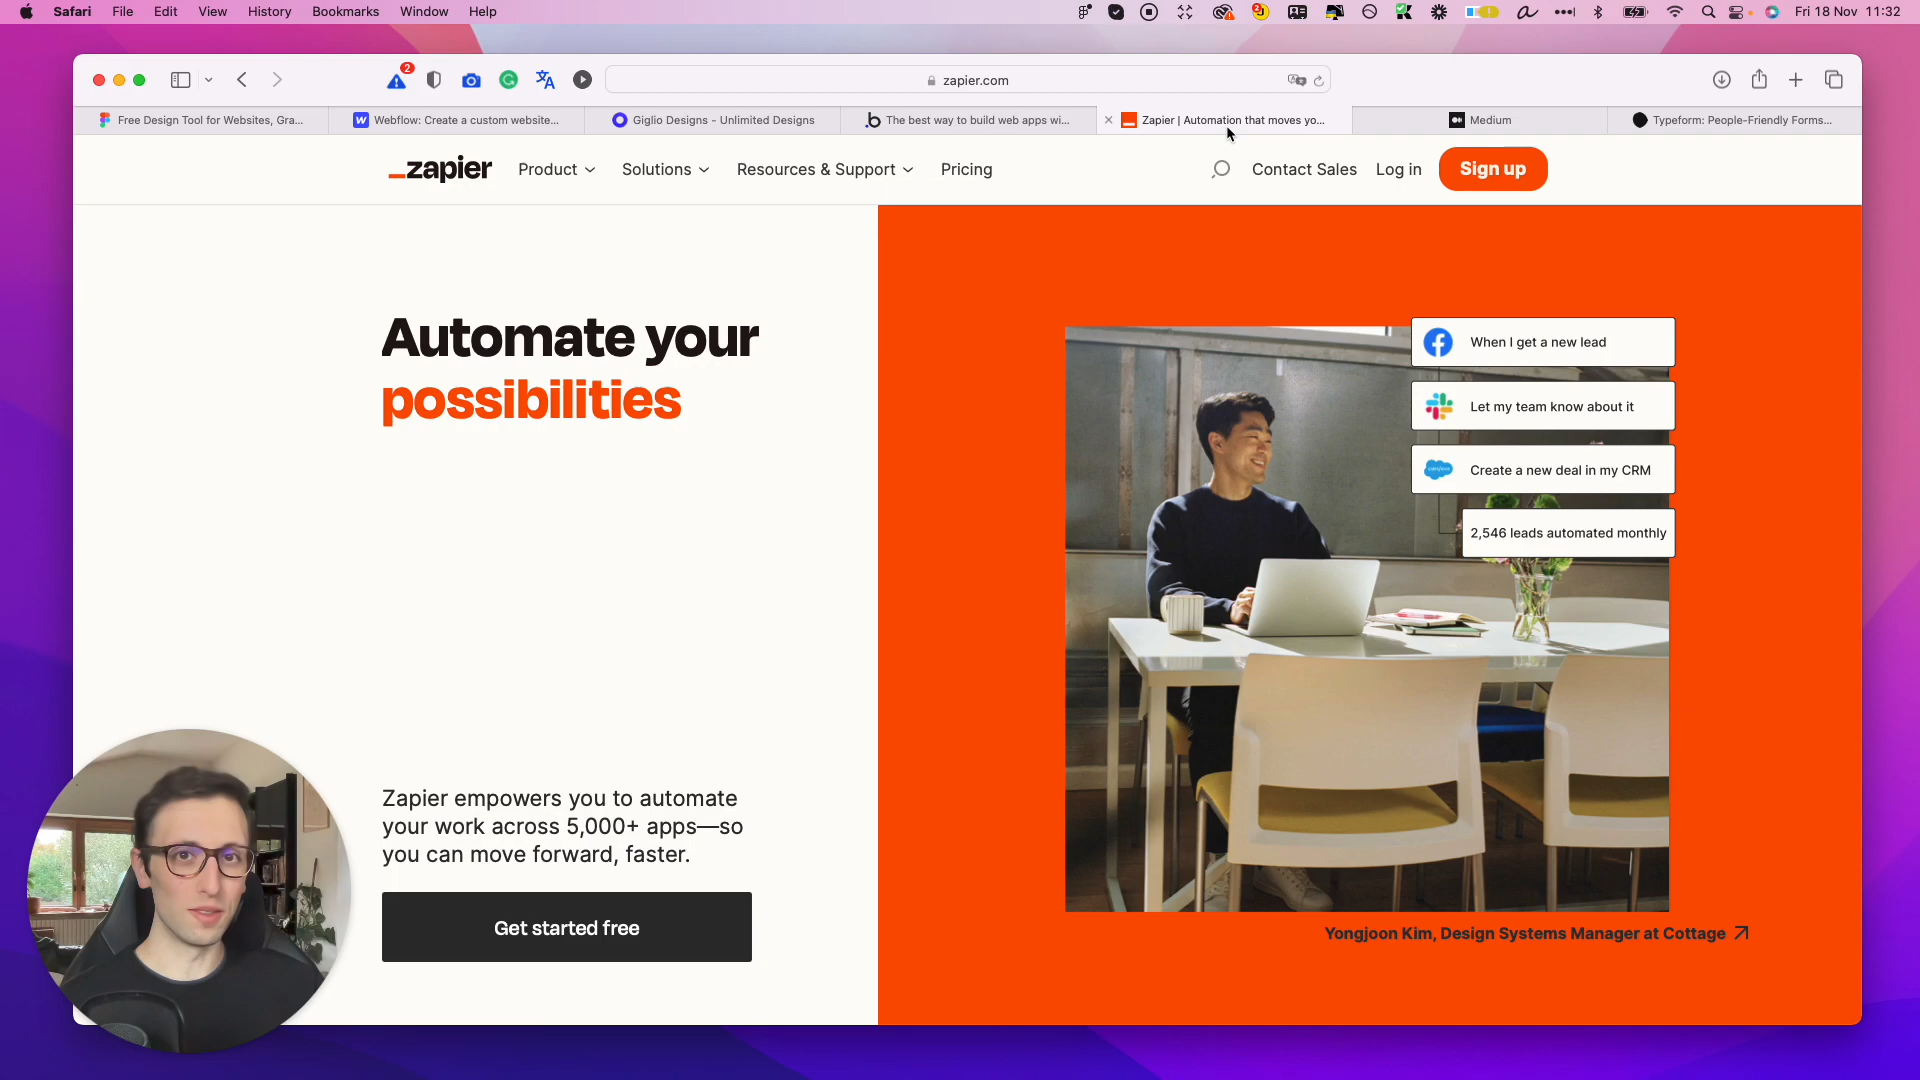 Safari File Edit View History Bookmarks Window Help
2
Fri 18 Nov 11:32
2
zapier.com
Free Design Tool for Websites, Gra...
Webflow: Create a custom website...
Giglio Designs - Unlimited Designs
The best way to build web apps wi...
Zapier | Automation that moves yo...
Medium
Typeform: People-Friendly Forms...
_zapier
Product
Solutions
Resources & Support
Pricing
Contact Sales
Log in
Sign up
Automate your
possibilities
When I get a new lead
Let my team know about it
Create a new deal in my CRM
2,546 leads automated monthly
Zapier empowers you to automate
your work across 5,000+ apps—so
you can move forward, faster.
Get started free
Yongjoon Kim, Design Systems Manager at Cottage